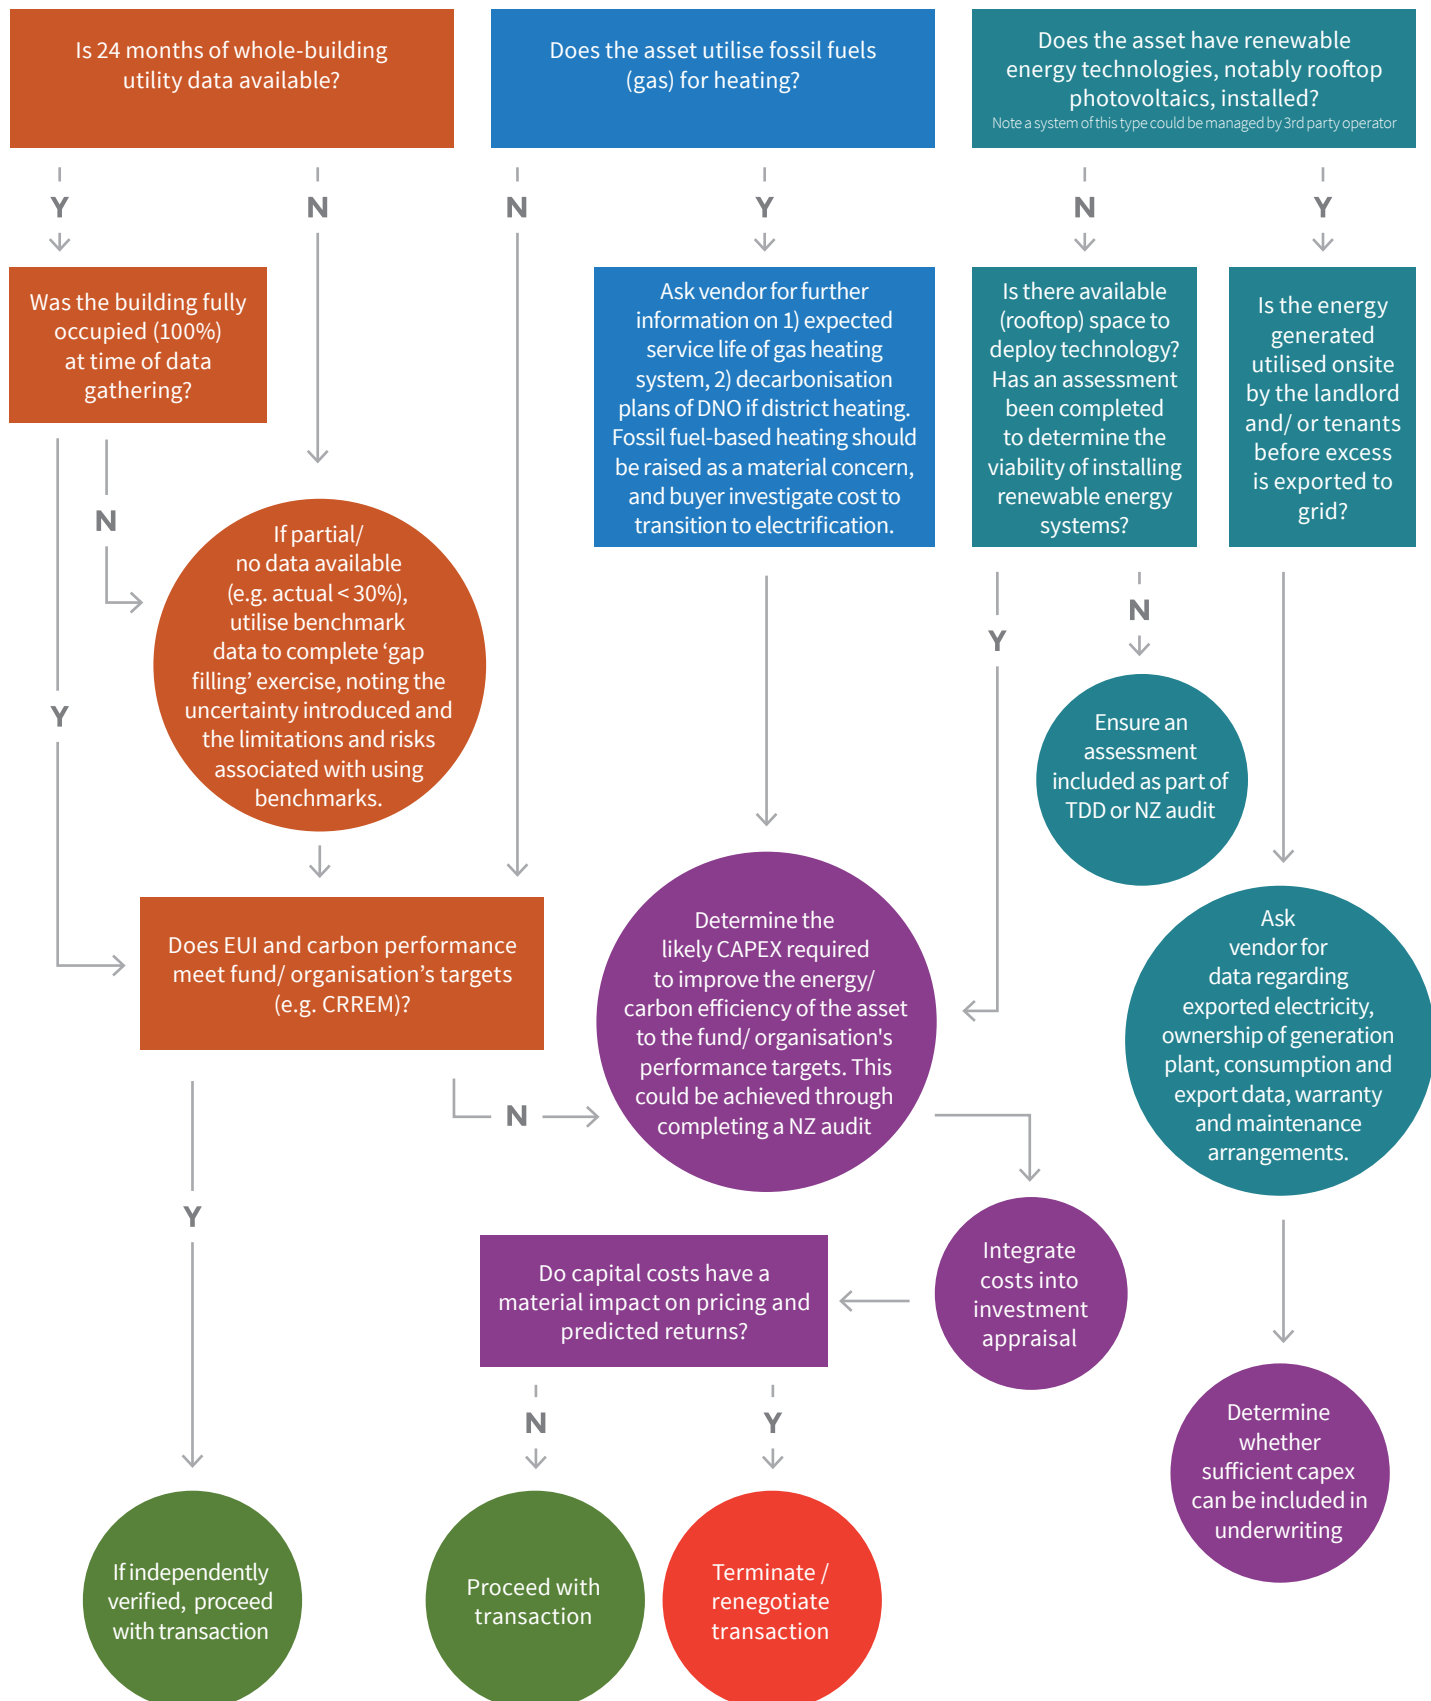 Is 24 months of whole-building
utility data available?
Does the asset utilise fossil fuels
(gas) for heating?
Does the asset have renewable
energy technologies, notably rooftop
photovoltaics, installed?
Note a system of this type could be managed by 3rd party operator
Y
N
N
Y
N
Y
Was the building fully
occupied (100%)
at time of data
gathering?
Ask vendor for further
information on 1) expected
service life of gas heating
system, 2) decarbonisation
plans of DNO if district heating.
Fossil fuel-based heating should
be raised as a material concern,
and buyer investigate cost to
transition to electrification.
Is there available
(rooftop) space to
deploy technology?
Has an assessment
been completed
to determine the
viability of installing
renewable energy
systems?
Is the energy
generated
utilised onsite
by the landlord
and/ or tenants
before excess
is exported to
grid?
N
Y
If partial/
no data available
(e.g. actual < 30%),
utilise benchmark
data to complete ‘gap
filling’ exercise, noting the
uncertainty introduced and
the limitations and risks
associated with using
benchmarks.
Y
N
Ensure an
assessment
included as part of
TDD or NZ audit
Does EUI and carbon performance
meet fund/ organisation’s targets
(e.g. CRREM)?
Determine the
likely CAPEX required
to improve the energy/
carbon efficiency of the asset
to the fund/ organisation's
performance targets. This
could be achieved through
completing a NZ audit
Ask
vendor for
data regarding
exported electricity,
ownership of generation
plant, consumption and
export data, warranty
and maintenance
arrangements.
N
Y
Do capital costs have a
material impact on pricing and
predicted returns?
Integrate
costs into
investment
appraisal
N
Y
Determine
whether
sufficient capex
can be included in
underwriting
If independently
verified, proceed
with transaction
Proceed with
transaction
Terminate /
renegotiate
transaction